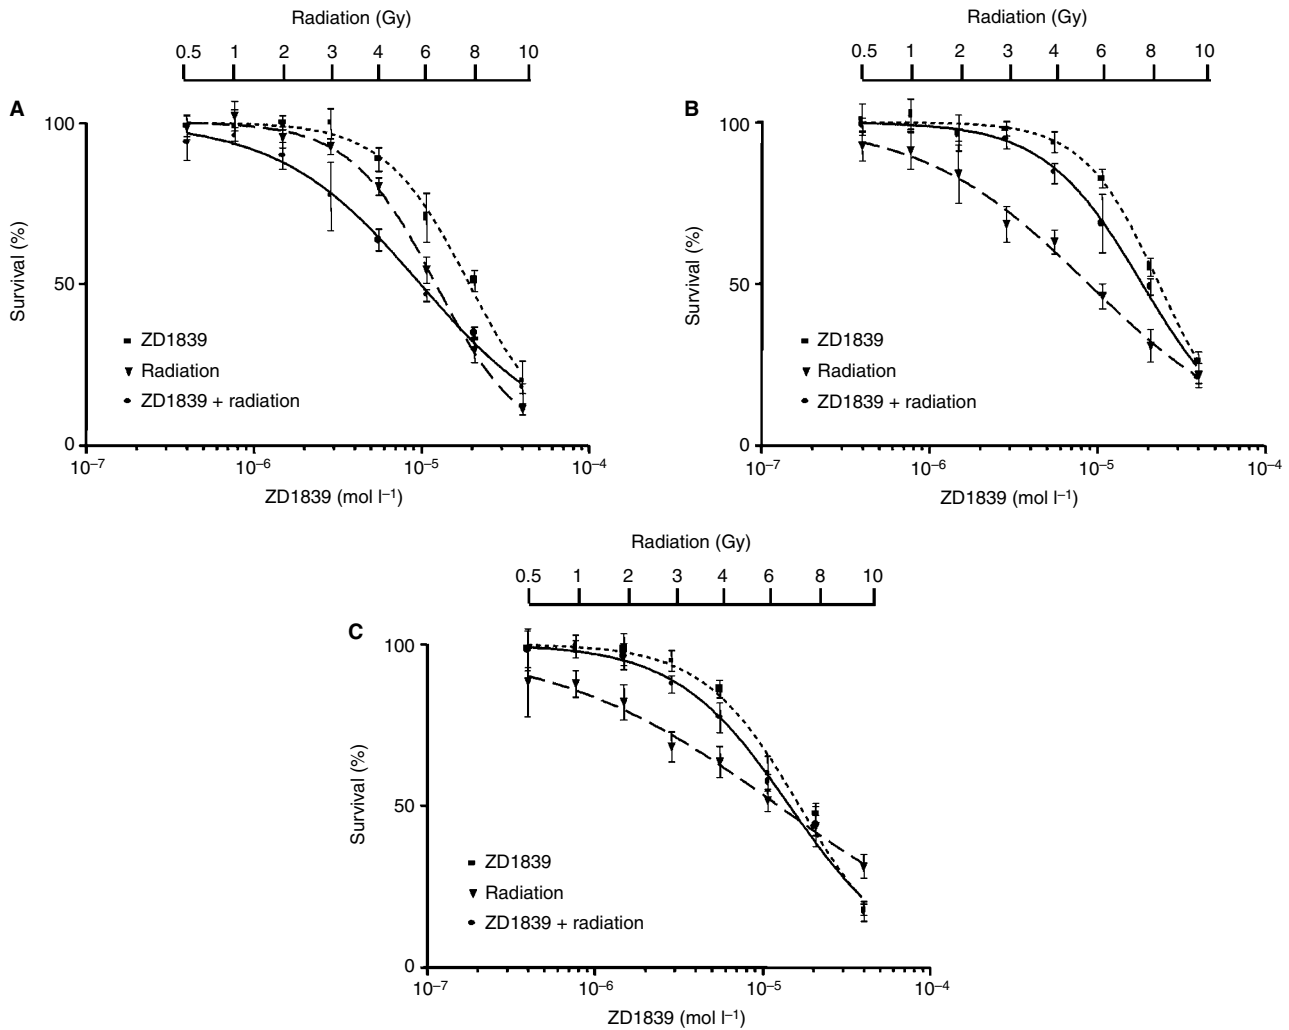 Radiation (Gy)
0.5 1 2 3 4 6 8 10
A
100
50
0
Survival (%)
ZD1839
Radiation
ZD1839 + radiation
10⁻⁷ 10⁻⁶ 10⁻⁵ 10⁻⁴
ZD1839 (mol l⁻¹)
Radiation (Gy)
0.5 1 2 3 4 6 8 10
B
100
50
0
Survival (%)
ZD1839
Radiation
ZD1839 + radiation
10⁻⁷ 10⁻⁶ 10⁻⁵ 10⁻⁴
ZD1839 (mol l⁻¹)
Radiation (Gy)
0.5 1 2 3 4 6 8 10
C
100
50
0
Survival (%)
ZD1839
Radiation
ZD1839 + radiation
10⁻⁷ 10⁻⁶ 10⁻⁵ 10⁻⁴
ZD1839 (mol l⁻¹)